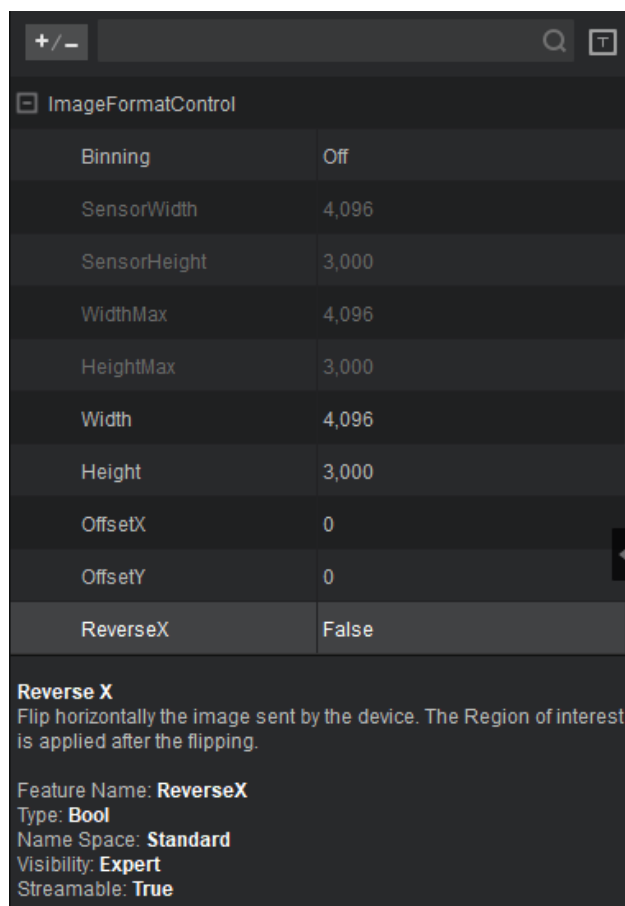 +/-
T
ImageFormatControl
Binning Off
SensorWidth 4,096
SensorHeight 3,000
WidthMax 4,096
HeightMax 3,000
Width 4,096
Height 3,000
OffsetX 0
OffsetY 0
ReverseX False
Reverse X
Flip horizontally the image sent by the device. The Region of interest
is applied after the flipping.
Feature Name: ReverseX
Type: Bool
Name Space: Standard
Visibility: Expert
Streamable: True